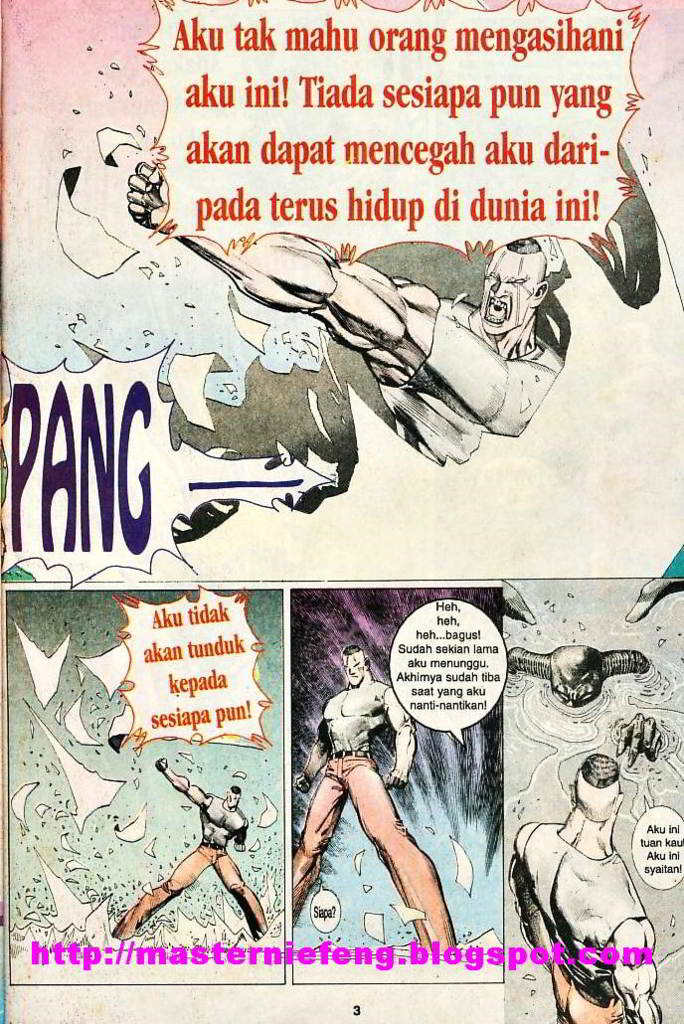 Aku tak mahu orang mengasihani
aku ini! Tiada sesiapa pun yang
akan dapat mencegah aku dari-
pada terus hidup di dunia ini!
PANG
Aku tidak
akan tunduk
kepada
sesiapa pun!
Heh,
heh,
heh...bagus!
Sudah sekian lama
aku menunggu.
Akhirnya sudah tiba
saat yang aku
nanti-nantikan!
Siapa?
Aku ini
tuan kau!
Aku ini
syaitan!
http://masterniefeng.blogspot.com
3